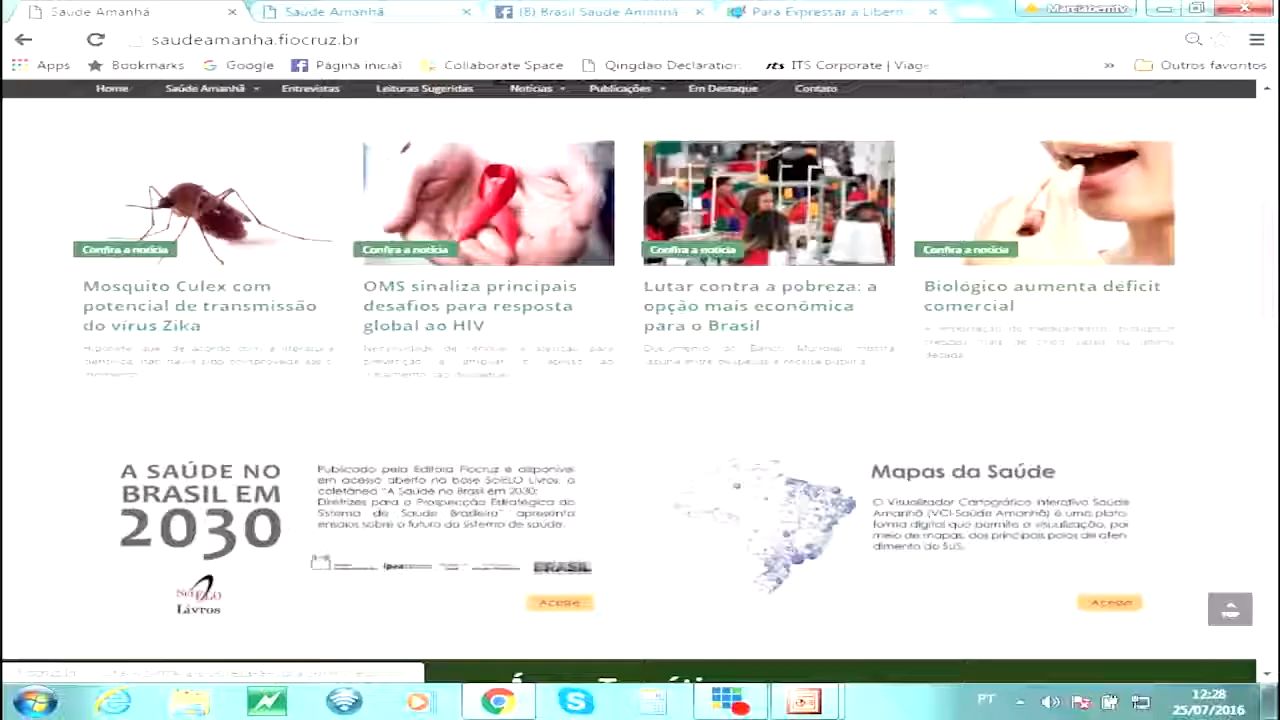 Saude Amanhã
Saude Amanhã
(8) Brasil Saude Amanhã
Para Expressar a Liberd
Marciabemtv
saudeamanha.fiocruz.br
Apps
Bookmarks
Google
Página inicial
Collaborate Space
Qingdao Declaration
ITS Corporate | Viage
»
Outros favoritos
Home
Saúde Amanhã
Entrevistas
Leituras Sugeridas
Notícias
Publicações
Em Destaque
Contato
Confira a notícia
Confira a notícia
Confira a notícia
Confira a notícia
Mosquito Culex com
potencial de transmissão
do vírus Zika
OMS sinaliza principais
desafios para resposta
global ao HIV
Lutar contra a pobreza: a
opção mais econômica
para o Brasil
Biológico aumenta déficit
comercial
A SAÚDE NO
BRASIL EM
2030
SciELO
Livros
Publicado pela Editora Fiocruz e disponível
em acesso aberto na base SciELO Livros, a
coletânea "A Saúde no Brasil em 2030:
Diretrizes para a Prospecção Estratégica do
Sistema de Saúde Brasileiro" apresenta
ensaios sobre o futuro do sistema de saúde.
ipea
BRASIL
Acesse
Mapas da Saúde
O Visualizador Cartográfico Interativo Saúde
Amanhã (VCI-Saúde Amanhã) é uma plata-
forma digital que permite a visualização, por
meio de mapas, dos principais polos de aten-
dimento do SUS.
Acesse
PT
12:28
25/07/2016